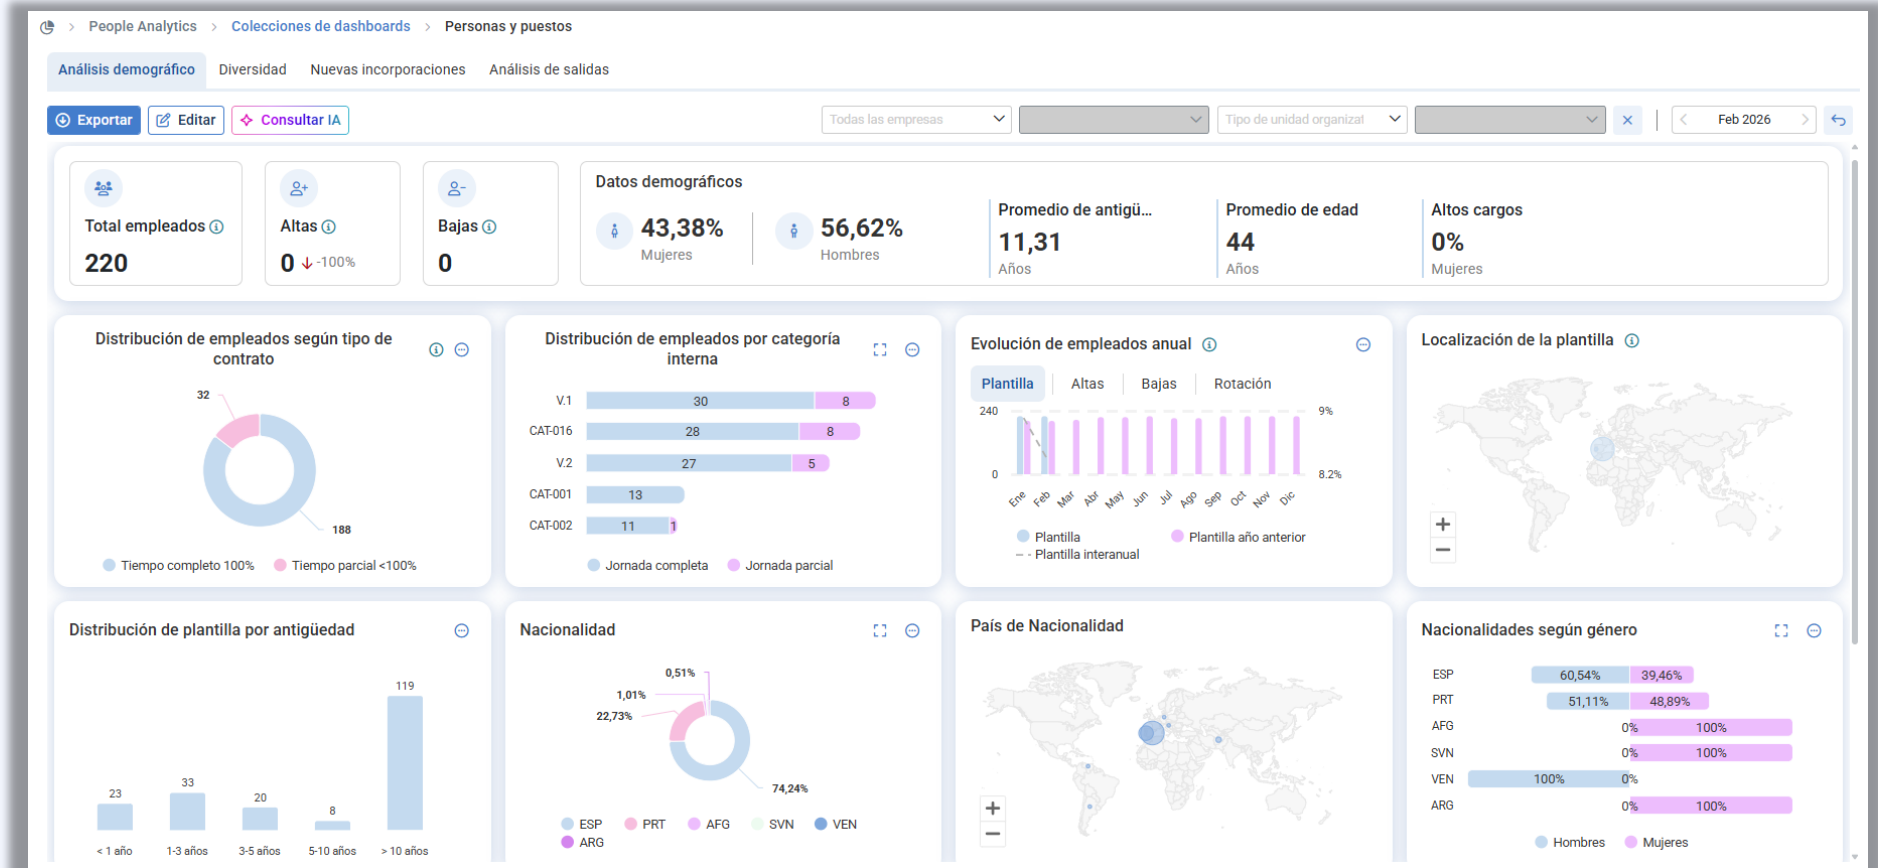 People Analytics > Colecciones de dashboards > Personas y puestos
Análisis demográfico Diversidad Nuevas incorporaciones Análisis de salidas
Exportar Editar Consultar IA Todas las empresas Tipo de unidad organizat Feb 2026
Total empleados
220
Altas
0 -100%
Bajas
0
Datos demográficos
43,38%
Mujeres
56,62%
Hombres
Promedio de antigü...
11,31
Años
Promedio de edad
44
Años
Altos cargos
0%
Mujeres
Distribución de empleados según tipo de
contrato
32
188
Tiempo completo 100% Tiempo parcial <100%
Distribución de empleados por categoría
interna
V.1 30 8
CAT-016 28 8
V.2 27 5
CAT-001 13
CAT-002 11 1
Jornada completa Jornada parcial
Evolución de empleados anual
Plantilla Altas Bajas Rotación
240 9%
0 8.2%
Ene Feb Mar Abr May Jun Jul Ago Sep Oct Nov Dic
Plantilla Plantilla año anterior
Plantilla interanual
Localización de la plantilla
+
−
Distribución de plantilla por antigüedad
23 33 20 8 119
< 1 año 1-3 años 3-5 años 5-10 años > 10 años
Nacionalidad
0,51%
1,01%
22,73%
74,24%
ESP PRT AFG SVN VEN
ARG
País de Nacionalidad
+
−
Nacionalidades según género
ESP 60,54% 39,46%
PRT 51,11% 48,89%
AFG 0% 100%
SVN 0% 100%
VEN 100% 0%
ARG 0% 100%
Hombres Mujeres